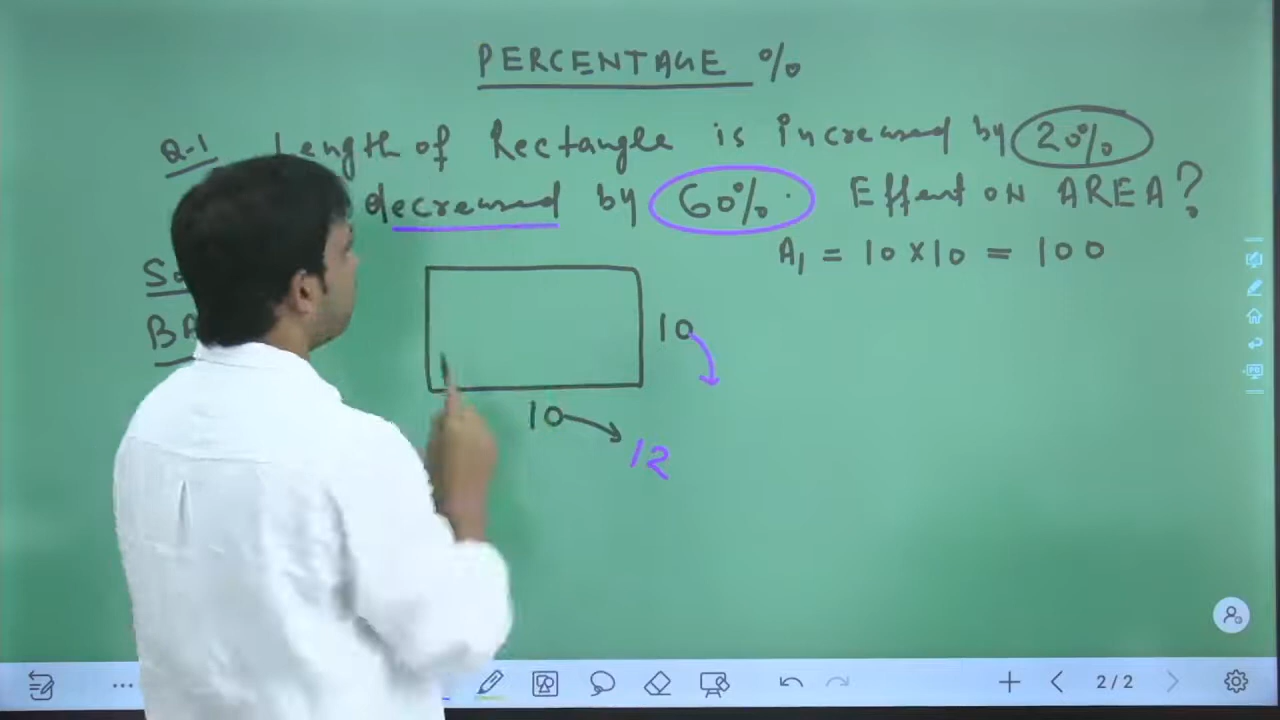 PERCENTAGE %
Q-1 Length of Rectangle is increased by 20%
decreased by 60%. Effect on AREA?
A₁ = 10 × 10 = 100
10
10
12
2/2